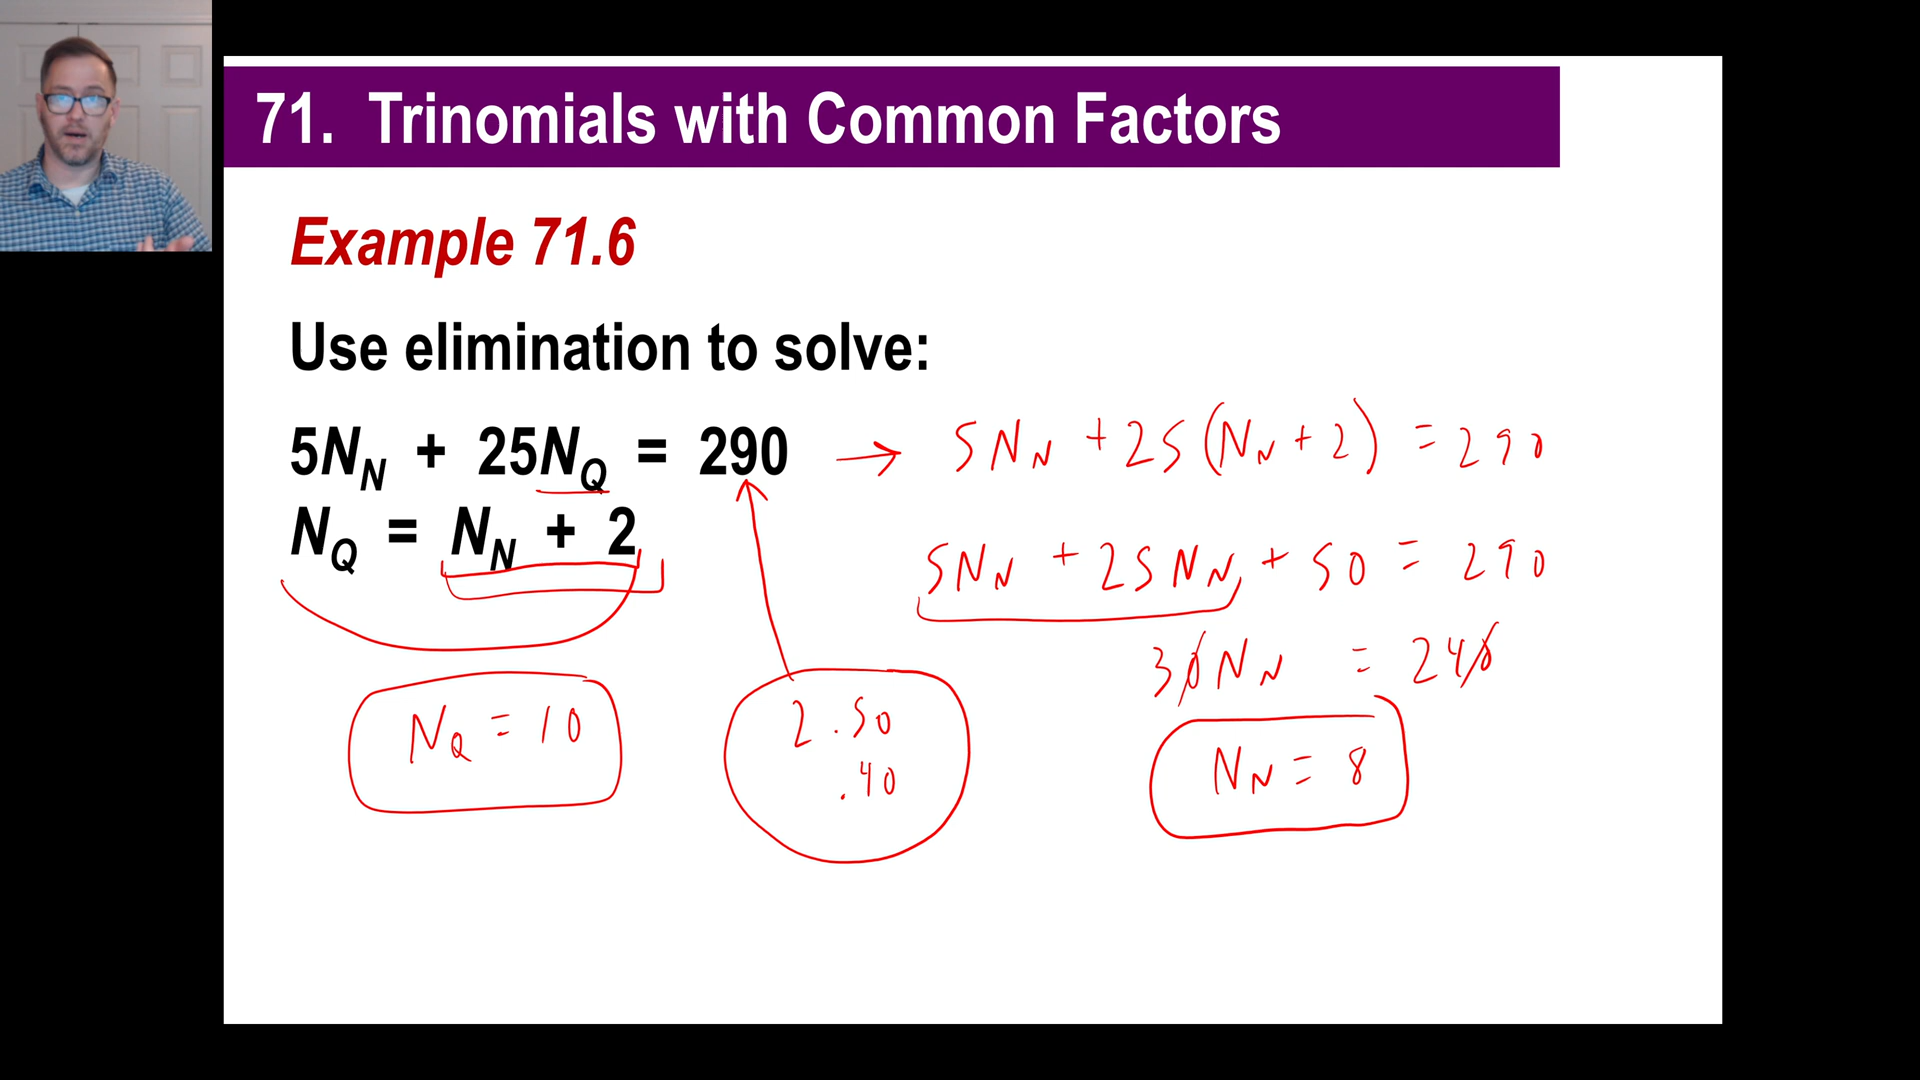 71. Trinomials with Common Factors
Example 71.6
Use elimination to solve:
5N_N + 25N_Q = 290 → 5N_N + 25(N_N + 2) = 290
N_Q = N_N + 2
5N_N + 25N_N + 50 = 290
30N_N = 240
N_Q = 10
2.50
.40
N_N = 8